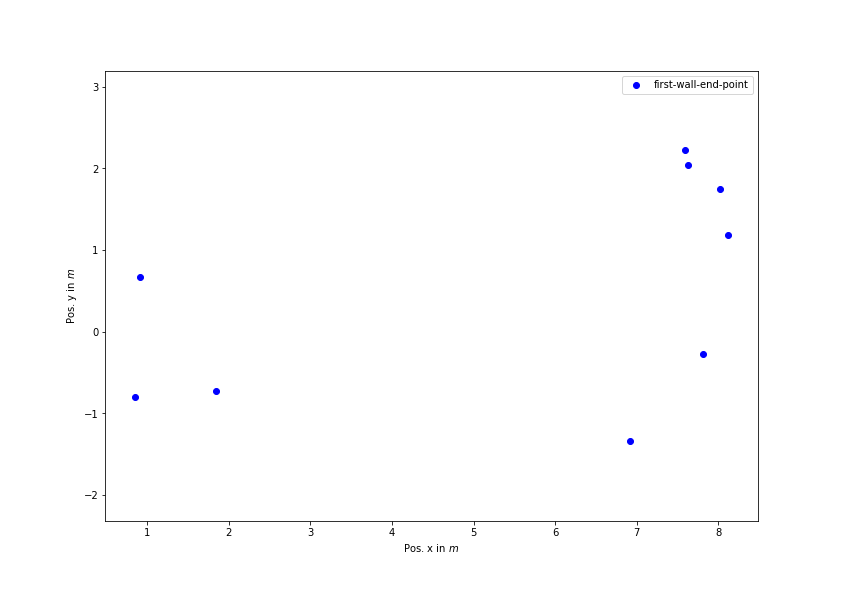 first-wall-end-point
3
2
1
0
−1
−2
Pos. y in m
1 2 3 4 5 6 7 8
Pos. x in m